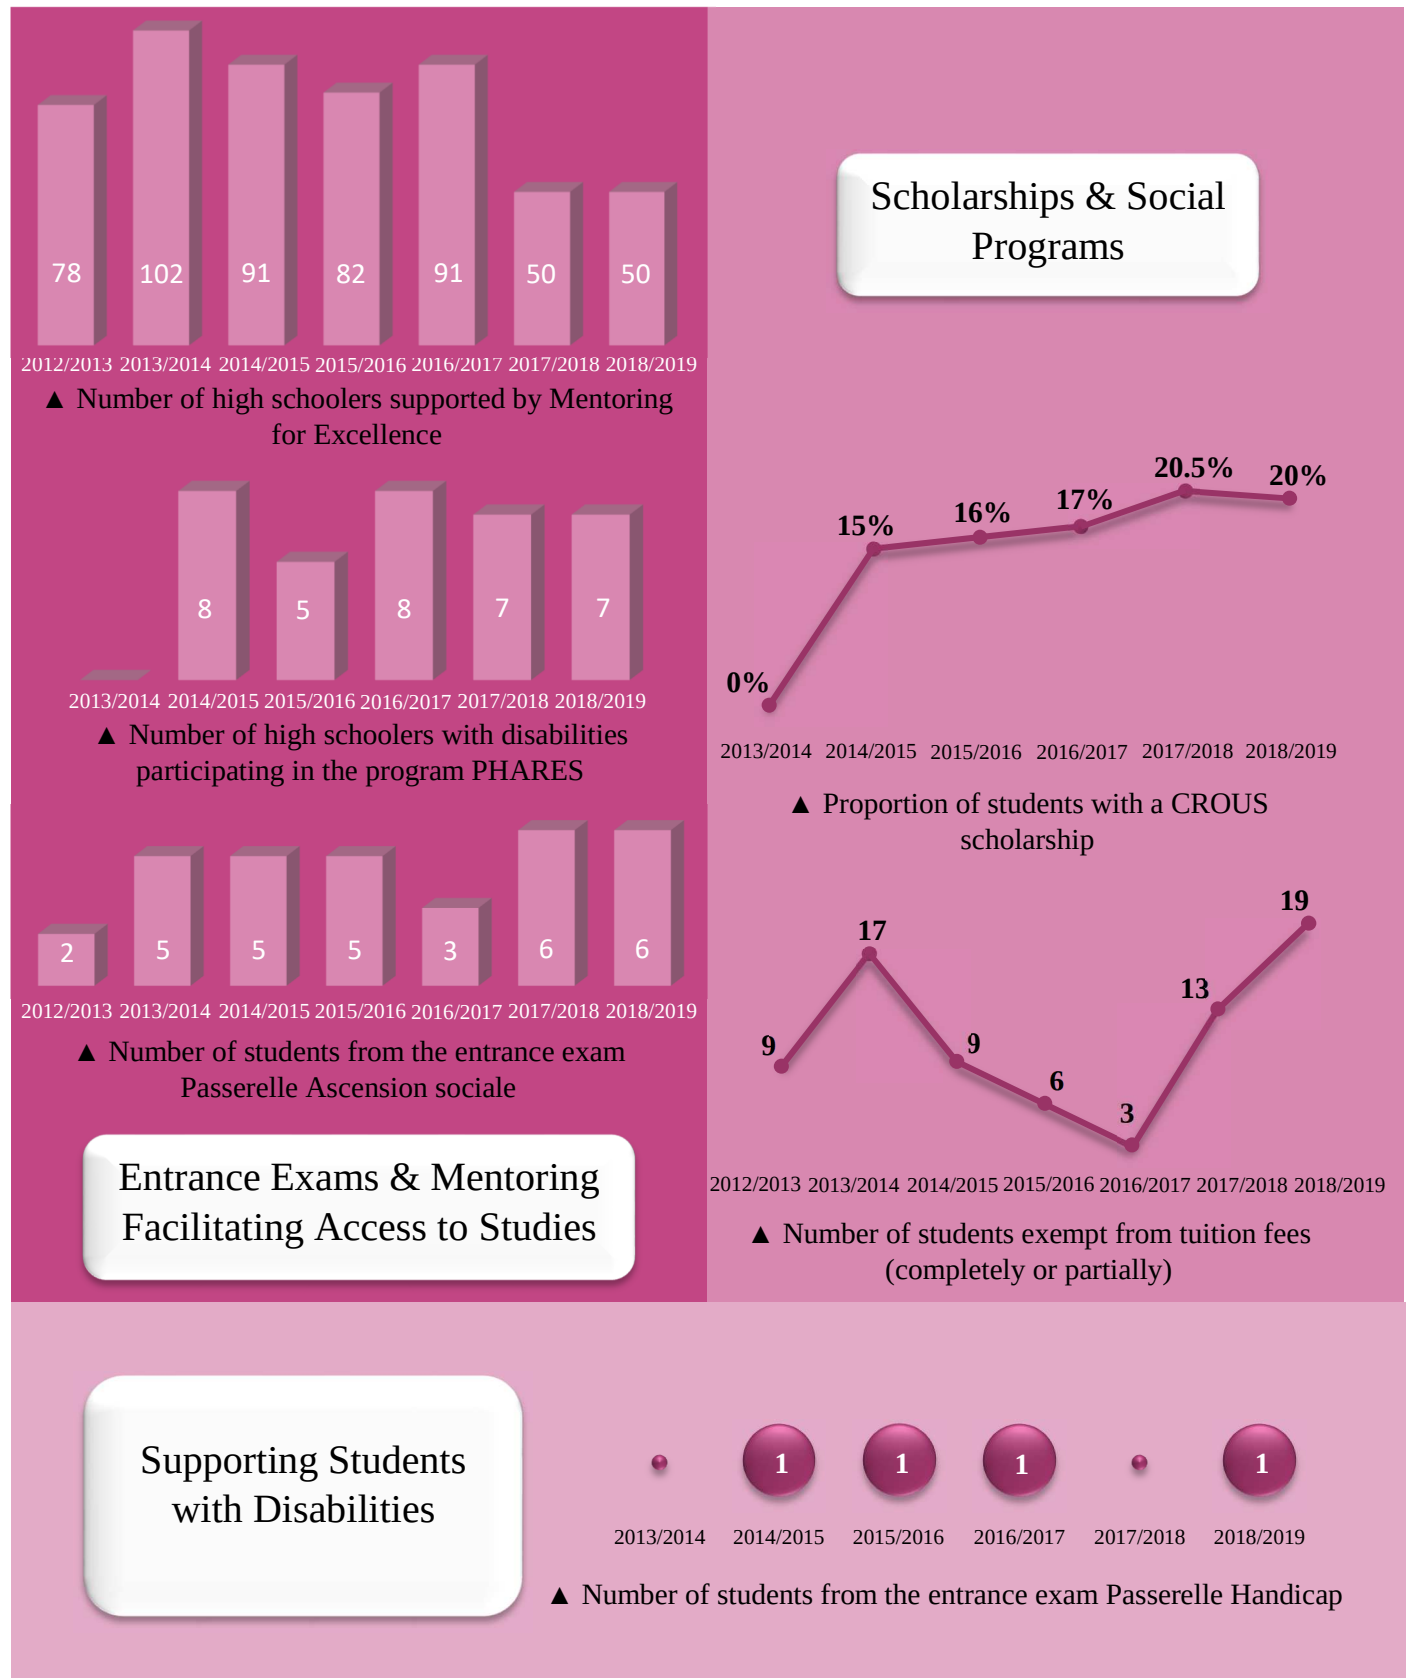 78 102 91 82 91 50 50
2012/2013 2013/2014 2014/2015 2015/2016 2016/2017 2017/2018 2018/2019
▲ Number of high schoolers supported by Mentoring
for Excellence
8 5 8 7 7
2013/2014 2014/2015 2015/2016 2016/2017 2017/2018 2018/2019
▲ Number of high schoolers with disabilities
participating in the program PHARES
2 5 5 5 3 6 6
2012/2013 2013/2014 2014/2015 2015/2016 2016/2017 2017/2018 2018/2019
▲ Number of students from the entrance exam
Passerelle Ascension sociale
Entrance Exams & Mentoring
Facilitating Access to Studies
Scholarships & Social
Programs
0% 15% 16% 17% 20.5% 20%
2013/2014 2014/2015 2015/2016 2016/2017 2017/2018 2018/2019
▲ Proportion of students with a CROUS
scholarship
9 17 9 6 3 13 19
2012/2013 2013/2014 2014/2015 2015/2016 2016/2017 2017/2018 2018/2019
▲ Number of students exempt from tuition fees
(completely or partially)
Supporting Students
with Disabilities
1 1 1 1
2013/2014 2014/2015 2015/2016 2016/2017 2017/2018 2018/2019
▲ Number of students from the entrance exam Passerelle Handicap